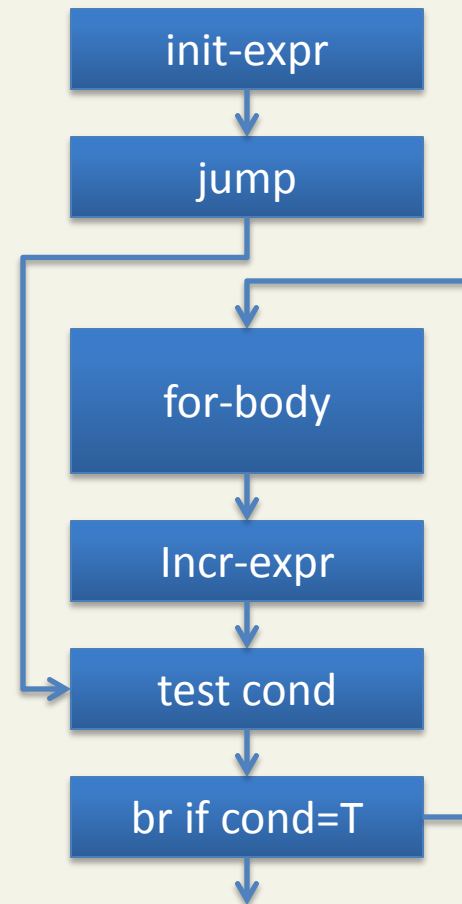 init-expr
jump
for-body
Incr-expr
test cond
br if cond=T